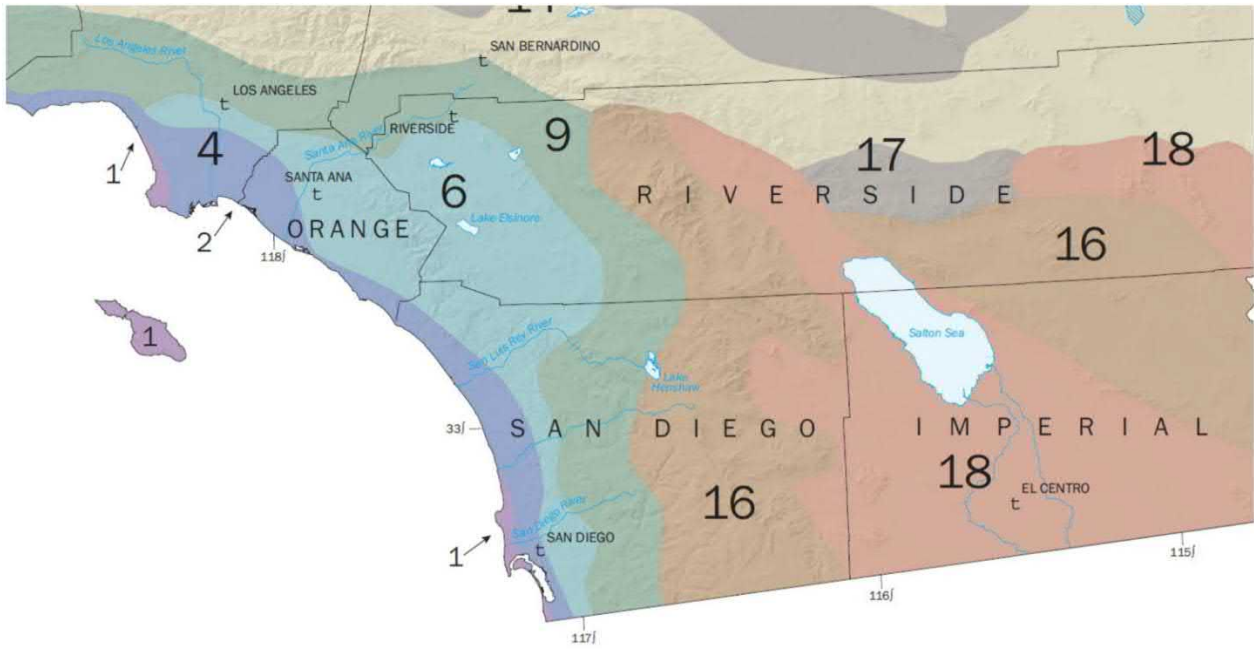 Los Angeles River
t
SAN BERNARDINO
LOS ANGELES
t
RIVERSIDE
t
4
9
17
18
1
Santa Ana River
SANTA ANA
t
6
R I V E R S I D E
Lake Elsinore
ORANGE
2
118∫
16
1
Salton Sea
San Luis Rey River
Lake
Henshaw
33∫
S A N D I E G O
I M P E R I A L
18
16
EL CENTRO
t
San Diego River
SAN DIEGO
t
1
115∫
116∫
117∫